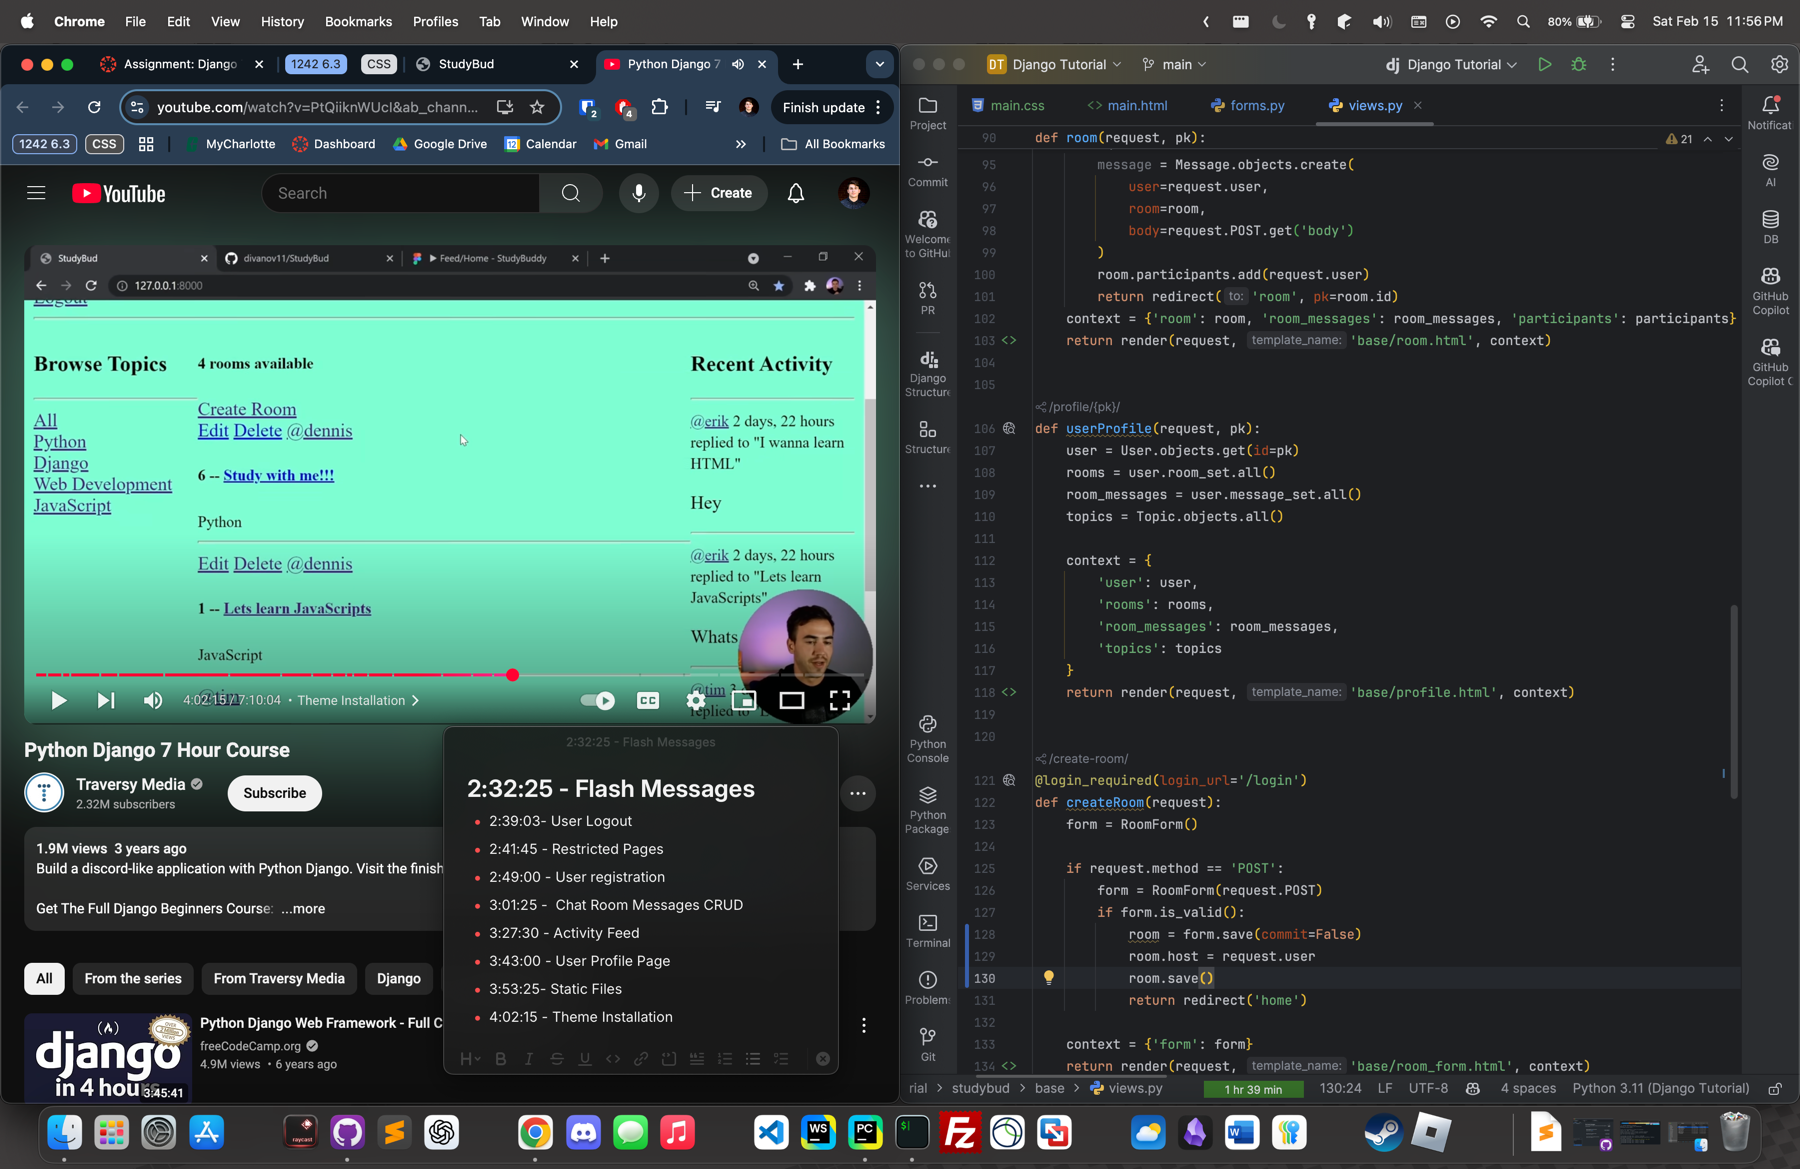 Chrome File Edit View History Bookmarks Profiles Tab Window Help
80% Sat Feb 15 11:56 PM
Assignment: Django
1242 6.3
CSS
StudyBud
Python Django 7
youtube.com/watch?v=PtQiiknWUcI&ab_chann...
2
4
Finish update
1242 6.3
CSS
MyCharlotte
Dashboard
Google Drive
12
Calendar
Gmail
All Bookmarks
YouTube
Search
Create
StudyBud
divanov11/StudyBud
Feed/Home - StudyBuddy
127.0.0.1:8000
Logout
Browse Topics
All
Python
Django
Web Development
JavaScript
4 rooms available
Create Room
Edit Delete @dennis
6 -- Study with me!!!
Python
Edit Delete @dennis
1 -- Lets learn JavaScripts
JavaScript
@tim
Recent Activity
@erik 2 days, 22 hours
replied to "I wanna learn
HTML"
Hey
@erik 2 days, 22 hours
replied to "Lets learn
JavaScripts"
Whats
@tim
replied to
4:02:15 / 7:10:04 • Theme Installation
CC
Python Django 7 Hour Course
Traversy Media
2.32M subscribers
Subscribe
1.9M views 3 years ago
Build a discord-like application with Python Django. Visit the finish
Get The Full Django Beginners Course: ...more
All
From the series
From Traversy Media
Django
django
in 4 hours
3:45:41
Python Django Web Framework - Full C
freeCodeCamp.org
4.9M views • 6 years ago
2:32:25 - Flash Messages
2:32:25 - Flash Messages
• 2:39:03- User Logout
• 2:41:45 - Restricted Pages
• 2:49:00 - User registration
• 3:01:25 - Chat Room Messages CRUD
• 3:27:30 - Activity Feed
• 3:43:00 - User Profile Page
• 3:53:25- Static Files
• 4:02:15 - Theme Installation
H B I S U
DT Django Tutorial
main
dj Django Tutorial
main.css
main.html
forms.py
views.py
Project
Commit
Welcome
to GitHu
PR
Django
Structure
Structure
Python
Console
Python
Package
Services
Terminal
Problem
Git
Notificat
AI
DB
GitHub
Copilot
GitHub
Copilot C
21
90 def room(request, pk):
95 message = Message.objects.create(
96 user=request.user,
97 room=room,
98 body=request.POST.get('body')
99 )
100 room.participants.add(request.user)
101 return redirect( to: 'room', pk=room.id)
102 context = {'room': room, 'room_messages': room_messages, 'participants': participants}
103 return render(request, template_name: 'base/room.html', context)
104
105
/profile/{pk}/
106 def userProfile(request, pk):
107 user = User.objects.get(id=pk)
108 rooms = user.room_set.all()
109 room_messages = user.message_set.all()
110 topics = Topic.objects.all()
111
112 context = {
113 'user': user,
114 'rooms': rooms,
115 'room_messages': room_messages,
116 'topics': topics
117 }
118 return render(request, template_name: 'base/profile.html', context)
119
120
/create-room/
121 @login_required(login_url='/login')
122 def createRoom(request):
123 form = RoomForm()
124
125 if request.method == 'POST':
126 form = RoomForm(request.POST)
127 if form.is_valid():
128 room = form.save(commit=False)
129 room.host = request.user
130 room.save()
131 return redirect('home')
132
133 context = {'form': form}
134 return render(request, template_name: 'base/room_form.html', context)
rial > studybud > base > views.py
1 hr 39 min
130:24 LF UTF-8 4 spaces Python 3.11 (Django Tutorial)
raycast
WS
PC
$|
FZ
W